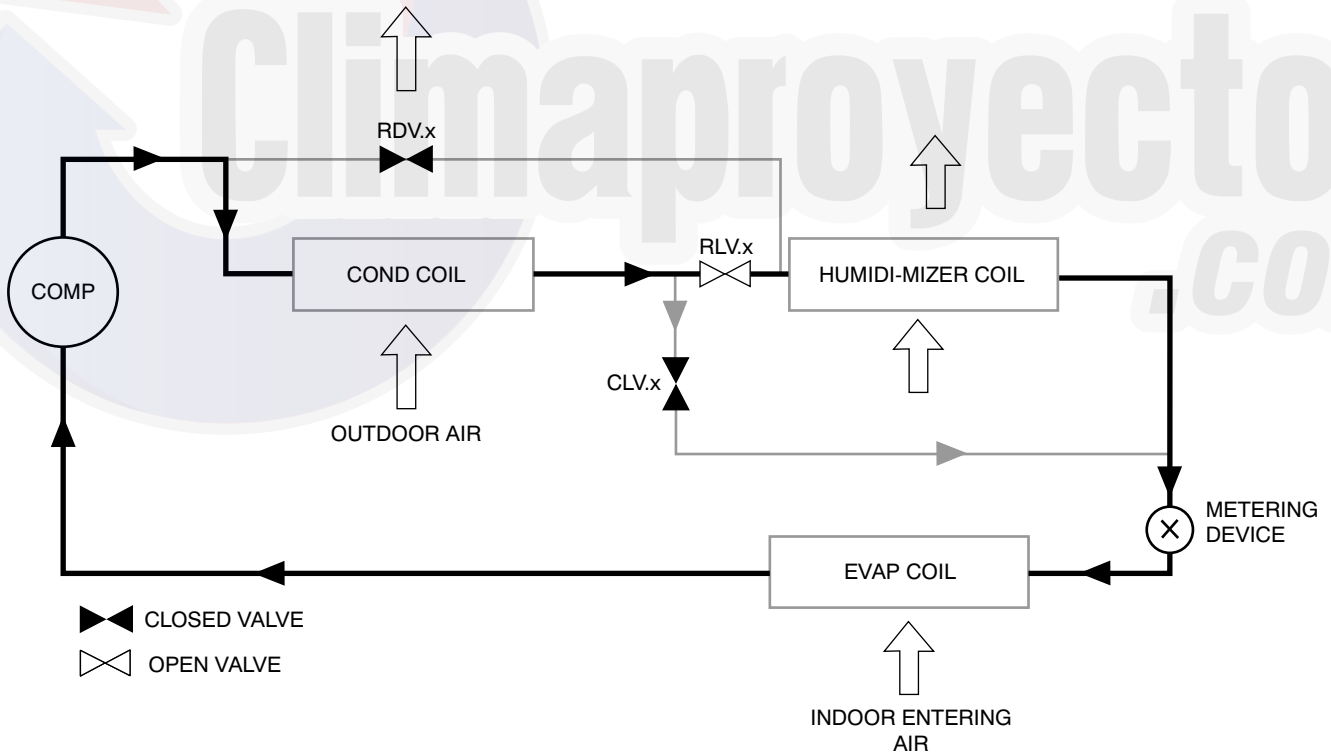 Climaproyecto
.co
RDV.x
RLV.x
COMP
COND COIL
HUMIDI-MIZER COIL
CLV.x
OUTDOOR AIR
METERING
DEVICE
EVAP COIL
CLOSED VALVE
OPEN VALVE
INDOOR ENTERING
AIR